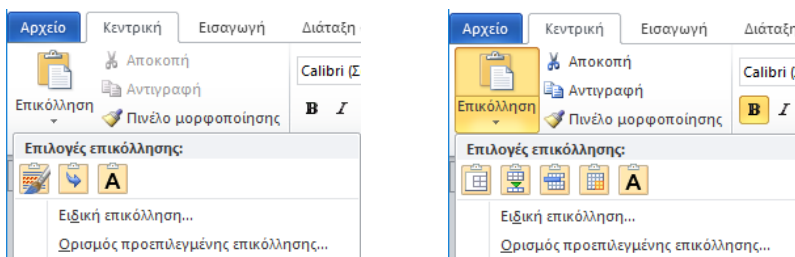 Αρχείο Κεντρική Εισαγωγή Διάταξη
Αποκοπή
Αντιγραφή
Επικόλληση
Πινέλο μορφοποίησης
Calibri (Σ
B I
Επιλογές επικόλλησης:
A
Ειδική επικόλληση...
Ορισμός προεπιλεγμένης επικόλλησης...
Αρχείο Κεντρική Εισαγωγή Διάταξη
Αποκοπή
Αντιγραφή
Επικόλληση
Πινέλο μορφοποίησης
Calibri (
B I
Επιλογές επικόλλησης:
A
Ειδική επικόλληση...
Ορισμός προεπιλεγμένης επικόλλησης...